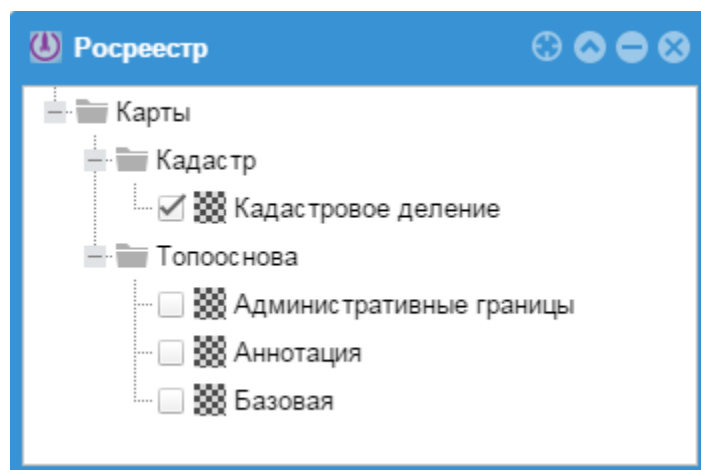 Росреестр
Карты
Кадастр
Кадастровое деление
Топооснова
Административные границы
Аннотация
Базовая